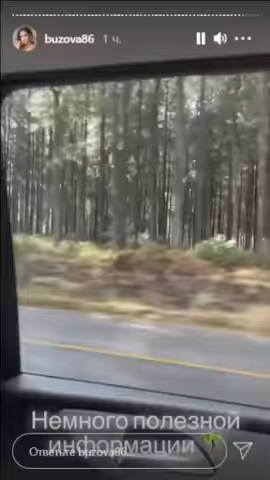 buzova86 1 ч.
Немного полезной
информации 🌴
Ответьте buzova86...